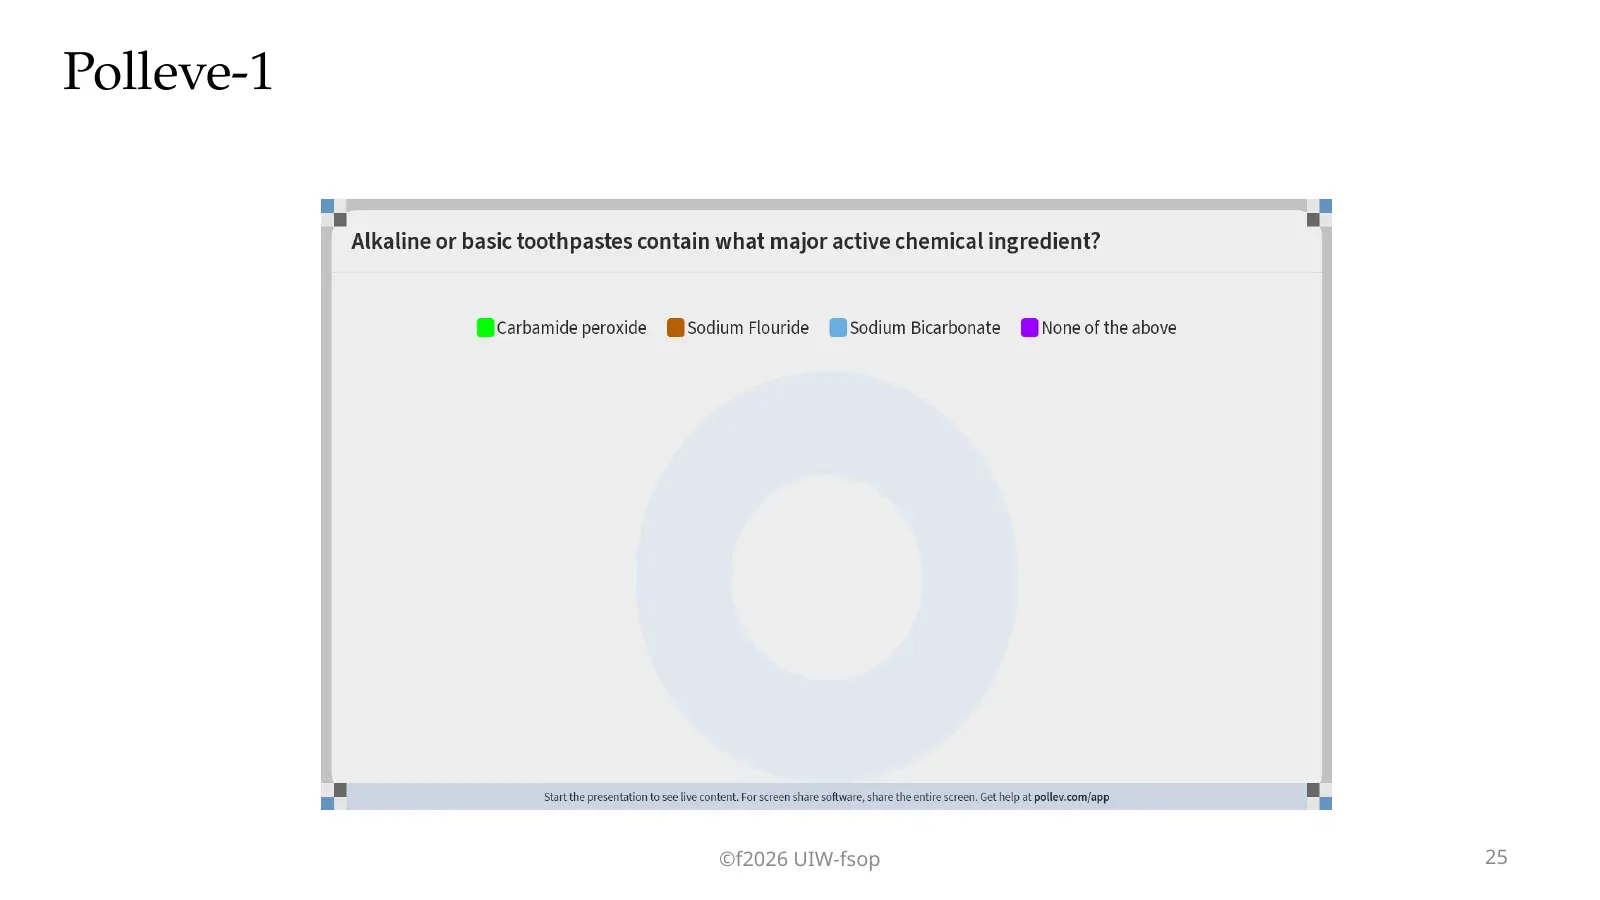 Polleve-1
Alkaline or basic toothpastes contain what major active chemical ingredient?
Carbamide peroxide Sodium Flouride Sodium Bicarbonate None of the above
Start the presentation to see live content. For screen share software, share the entire screen. Get help at pollev.com/app
©f2026 UIW-fsop
25